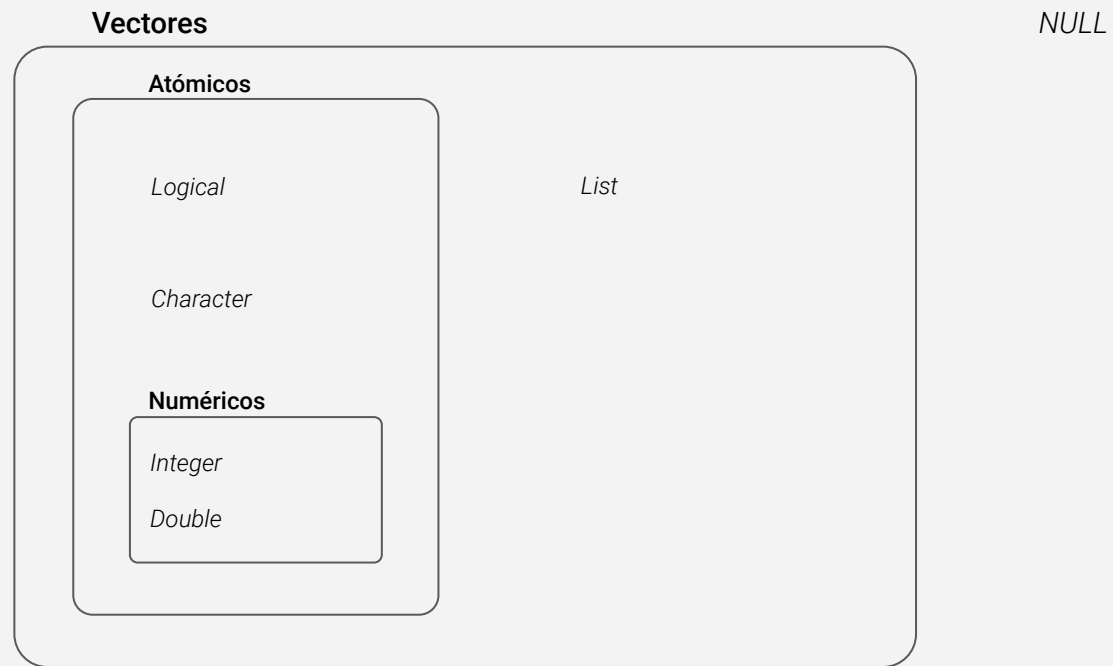 Vectores
NULL
Atómicos
Logical
List
Character
Numéricos
Integer
Double